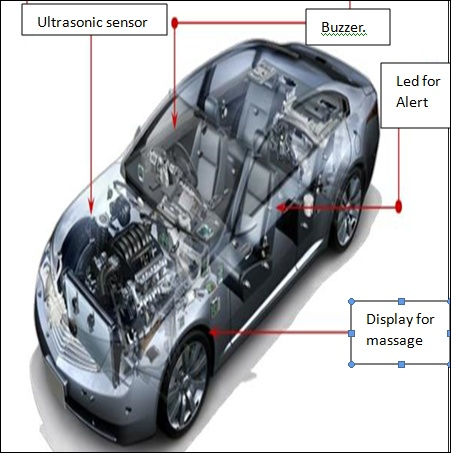 Ultrasonic sensor
Buzzer.
Led for
Alert
Display for
massage